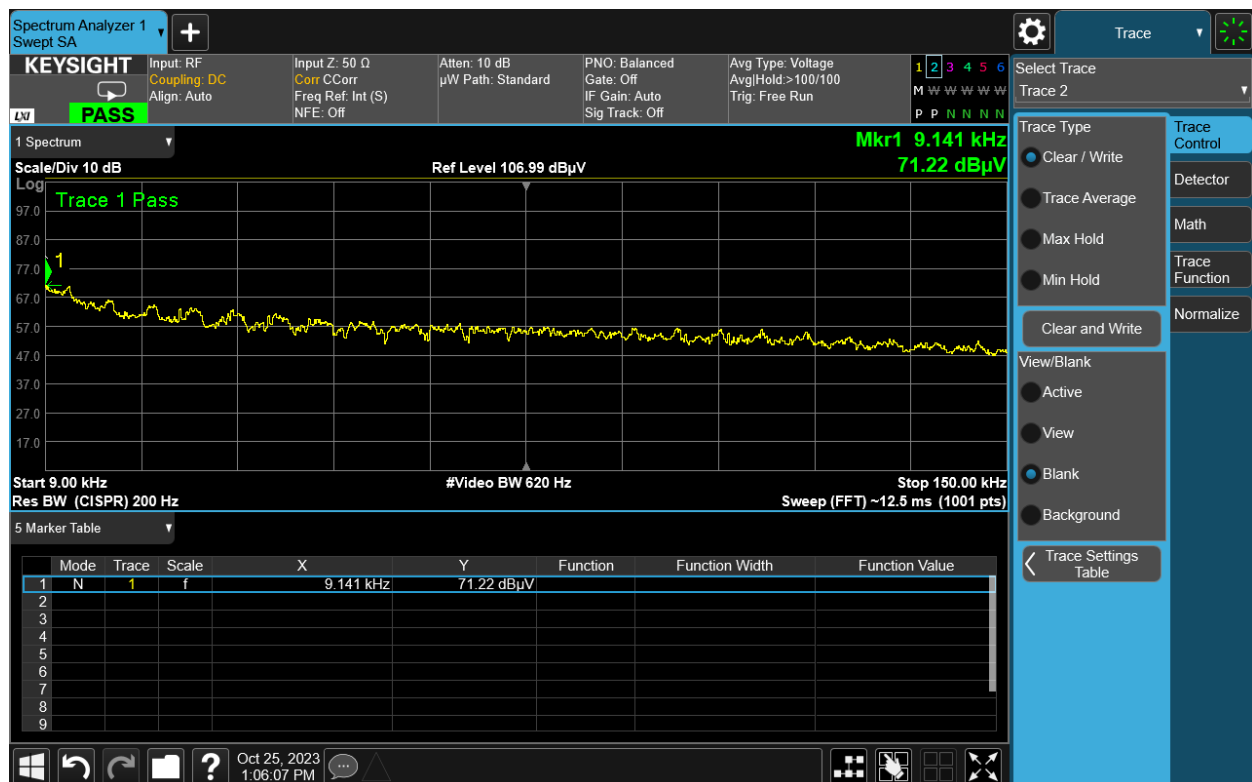 Spectrum Analyzer 1
Swept SA
Trace
KEYSIGHT
LXI
PASS
Input: RF
Coupling: DC
Align: Auto
Input Z: 50 Ω
Corr CCorr
Freq Ref: Int (S)
NFE: Off
Atten: 10 dB
µW Path: Standard
PNO: Balanced
Gate: Off
IF Gain: Auto
Sig Track: Off
Avg Type: Voltage
Avg|Hold:>100/100
Trig: Free Run
1 2 3 4 5 6
M W W W W W
P P N N N N
Select Trace
Trace 2
1 Spectrum
Mkr1 9.141 kHz
Scale/Div 10 dB
Ref Level 106.99 dBµV
71.22 dBµV
Log
Trace 1 Pass
97.0
87.0
77.0
1
67.0
57.0
47.0
37.0
27.0
17.0
Start 9.00 kHz
#Video BW 620 Hz
Stop 150.00 kHz
Res BW (CISPR) 200 Hz
Sweep (FFT) ~12.5 ms (1001 pts)
5 Marker Table
Mode Trace Scale X Y Function Function Width Function Value
1 N 1 f 9.141 kHz 71.22 dBµV
2
3
4
5
6
7
8
9
Trace Type
Clear / Write
Trace Average
Max Hold
Min Hold
Clear and Write
View/Blank
Active
View
Blank
Background
Trace Settings
Table
Trace
Control
Detector
Math
Trace
Function
Normalize
?
Oct 25, 2023
1:06:07 PM